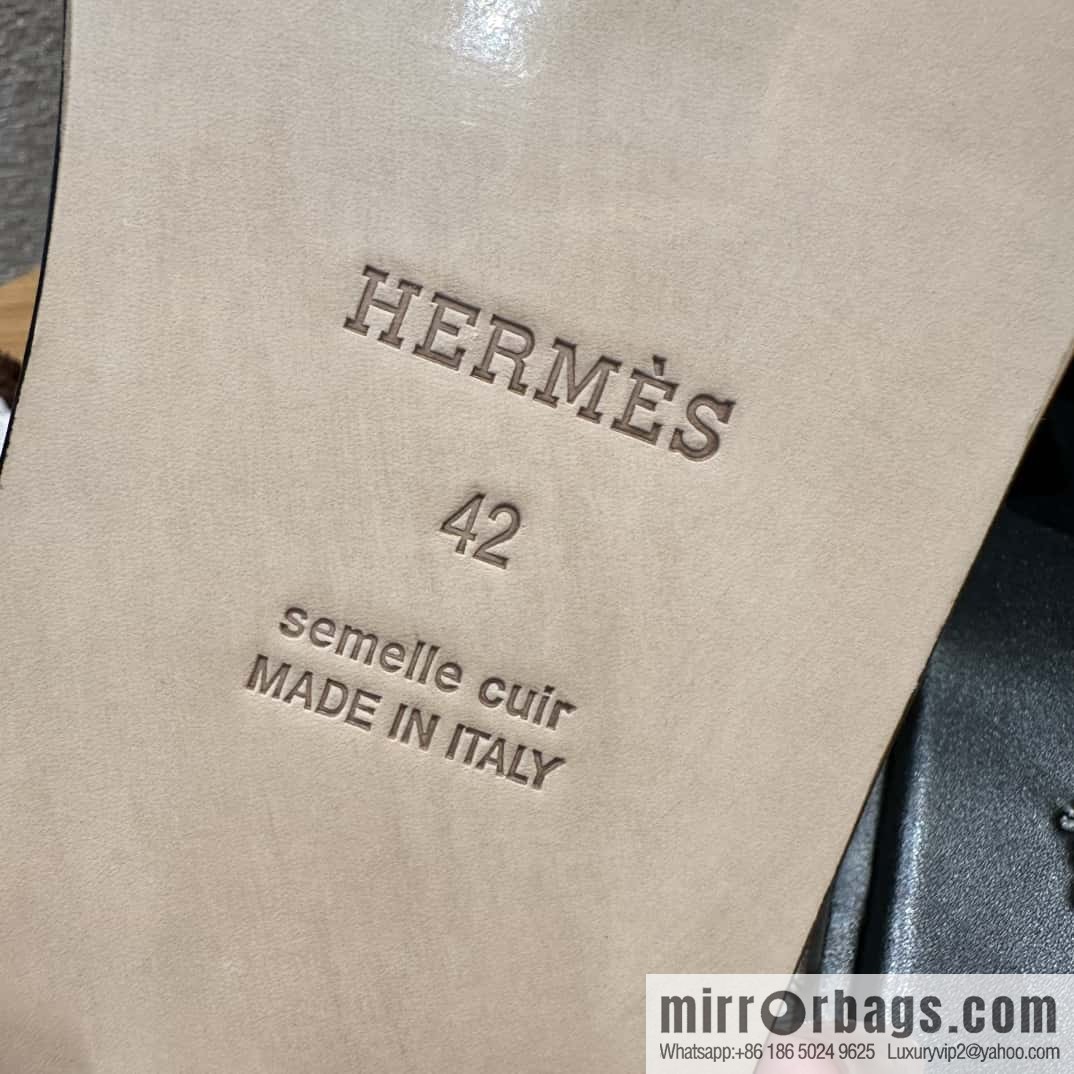 HERMÈS
42
semelle cuir
MADE IN ITALY
mirrorbags.com
Whatsapp:+86 186 5024 9625 Luxuryvip2@yahoo.com